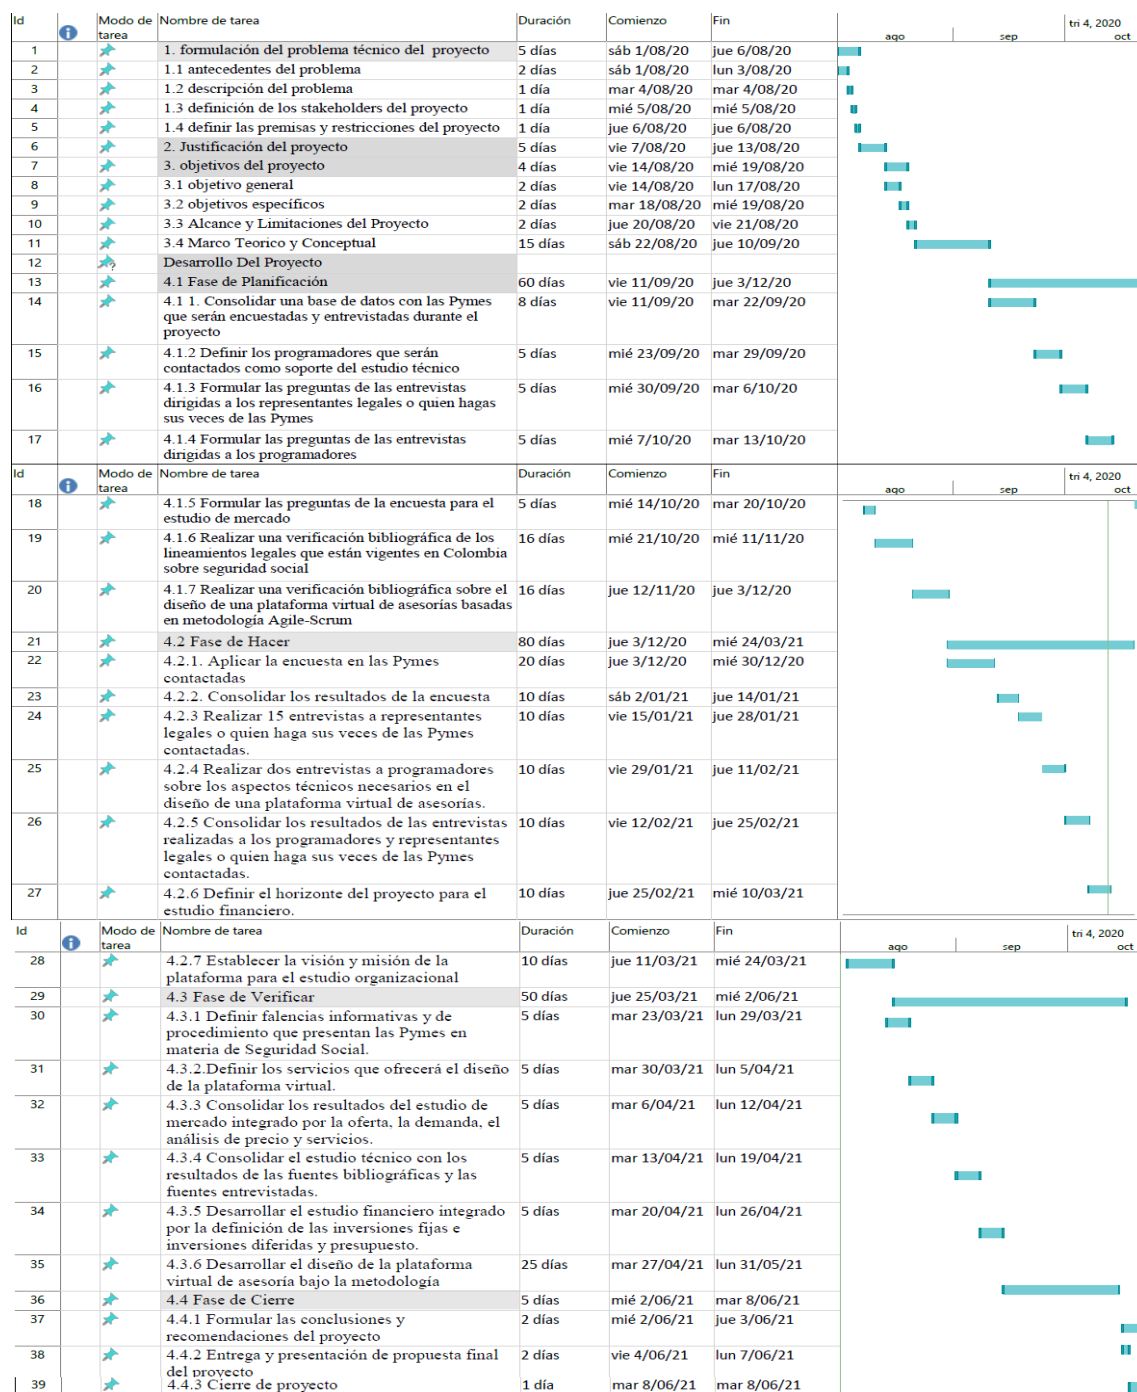 Id Modo de tarea Nombre de tarea Duración Comienzo Fin tri 4, 2020
ago sep oct
1 1. formulación del problema técnico del proyecto 5 días sáb 1/08/20 jue 6/08/20
2 1.1 antecedentes del problema 2 días sáb 1/08/20 lun 3/08/20
3 1.2 descripción del problema 1 día mar 4/08/20 mar 4/08/20
4 1.3 definición de los stakeholders del proyecto 1 día mié 5/08/20 mié 5/08/20
5 1.4 definir las premisas y restricciones del proyecto 1 día jue 6/08/20 jue 6/08/20
6 2. Justificación del proyecto 5 días vie 7/08/20 jue 13/08/20
7 3. objetivos del proyecto 4 días vie 14/08/20 mié 19/08/20
8 3.1 objetivo general 2 días vie 14/08/20 lun 17/08/20
9 3.2 objetivos específicos 2 días mar 18/08/20 mié 19/08/20
10 3.3 Alcance y Limitaciones del Proyecto 2 días jue 20/08/20 vie 21/08/20
11 3.4 Marco Teorico y Conceptual 15 días sáb 22/08/20 jue 10/09/20
12 ? Desarrollo Del Proyecto
13 4.1 Fase de Planificación 60 días vie 11/09/20 jue 3/12/20
14 4.1 1. Consolidar una base de datos con las Pymes 8 días vie 11/09/20 mar 22/09/20
que serán encuestadas y entrevistadas durante el
proyecto
15 4.1.2 Definir los programadores que serán 5 días mié 23/09/20 mar 29/09/20
contactados como soporte del estudio técnico
16 4.1.3 Formular las preguntas de las entrevistas 5 días mié 30/09/20 mar 6/10/20
dirigidas a los representantes legales o quien hagas
sus veces de las Pymes
17 4.1.4 Formular las preguntas de las entrevistas 5 días mié 7/10/20 mar 13/10/20
dirigidas a los programadores
Id Modo de tarea Nombre de tarea Duración Comienzo Fin tri 4, 2020
ago sep oct
18 4.1.5 Formular las preguntas de la encuesta para el 5 días mié 14/10/20 mar 20/10/20
estudio de mercado
19 4.1.6 Realizar una verificación bibliográfica de los 16 días mié 21/10/20 mié 11/11/20
lineamientos legales que están vigentes en Colombia
sobre seguridad social
20 4.1.7 Realizar una verificación bibliográfica sobre el 16 días jue 12/11/20 jue 3/12/20
diseño de una plataforma virtual de asesorías basadas
en metodología Agile-Scrum
21 4.2 Fase de Hacer 80 días jue 3/12/20 mié 24/03/21
22 4.2.1. Aplicar la encuesta en las Pymes 20 días jue 3/12/20 mié 30/12/20
contactadas
23 4.2.2. Consolidar los resultados de la encuesta 10 días sáb 2/01/21 jue 14/01/21
24 4.2.3 Realizar 15 entrevistas a representantes 10 días vie 15/01/21 jue 28/01/21
legales o quien haga sus veces de las Pymes
contactadas.
25 4.2.4 Realizar dos entrevistas a programadores 10 días vie 29/01/21 jue 11/02/21
sobre los aspectos técnicos necesarios en el
diseño de una plataforma virtual de asesorías.
26 4.2.5 Consolidar los resultados de las entrevistas 10 días vie 12/02/21 jue 25/02/21
realizadas a los programadores y representantes
legales o quien haga sus veces de las Pymes
contactadas.
27 4.2.6 Definir el horizonte del proyecto para el 10 días jue 25/02/21 mié 10/03/21
estudio financiero.
Id Modo de tarea Nombre de tarea Duración Comienzo Fin tri 4, 2020
ago sep oct
28 4.2.7 Establecer la visión y misión de la 10 días jue 11/03/21 mié 24/03/21
plataforma para el estudio organizacional
29 4.3 Fase de Verificar 50 días jue 25/03/21 mié 2/06/21
30 4.3.1 Definir falencias informativas y de 5 días mar 23/03/21 lun 29/03/21
procedimiento que presentan las Pymes en
materia de Seguridad Social.
31 4.3.2.Definir los servicios que ofrecerá el diseño 5 días mar 30/03/21 lun 5/04/21
de la plataforma virtual.
32 4.3.3 Consolidar los resultados del estudio de 5 días mar 6/04/21 lun 12/04/21
mercado integrado por la oferta, la demanda, el
análisis de precio y servicios.
33 4.3.4 Consolidar el estudio técnico con los 5 días mar 13/04/21 lun 19/04/21
resultados de las fuentes bibliográficas y las
fuentes entrevistadas.
34 4.3.5 Desarrollar el estudio financiero integrado 5 días mar 20/04/21 lun 26/04/21
por la definición de las inversiones fijas e
inversiones diferidas y presupuesto.
35 4.3.6 Desarrollar el diseño de la plataforma 25 días mar 27/04/21 lun 31/05/21
virtual de asesoría bajo la metodología
36 4.4 Fase de Cierre 5 días mié 2/06/21 mar 8/06/21
37 4.4.1 Formular las conclusiones y 2 días mié 2/06/21 jue 3/06/21
recomendaciones del proyecto
38 4.4.2 Entrega y presentación de propuesta final 2 días vie 4/06/21 lun 7/06/21
del proyecto
39 4.4.3 Cierre de proyecto 1 día mar 8/06/21 mar 8/06/21